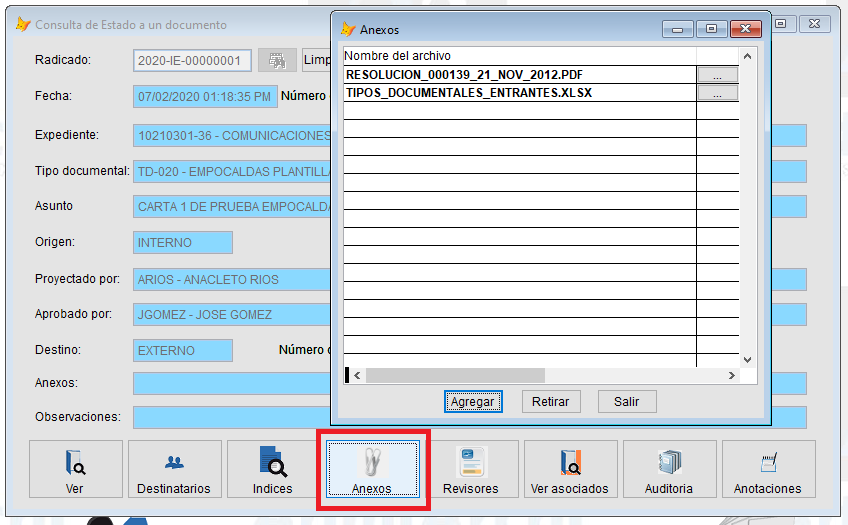 Consulta de Estado a un documento
Anexos
Radicado: 2020-IE-00000001 Limp
Nombre del archivo
RESOLUCION_000139_21_NOV_2012.PDF ...
TIPOS_DOCUMENTALES_ENTRANTES.XLSX ...
Fecha: 07/02/2020 01:18:35 PM Número
Expediente: 10210301-36 - COMUNICACIONES
Tipo documental: TD-020 - EMPOCALDAS PLANTILLA
Asunto CARTA 1 DE PRUEBA EMPOCALDA
Origen: INTERNO
Proyectado por: ARIOS - ANACLETO RIOS
Aprobado por: JGOMEZ - JOSE GOMEZ
Destino: EXTERNO Número
Anexos:
Agregar Retirar Salir
Observaciones:
Ver Destinatarios Indices Anexos Revisores Ver asociados Auditoria Anotaciones